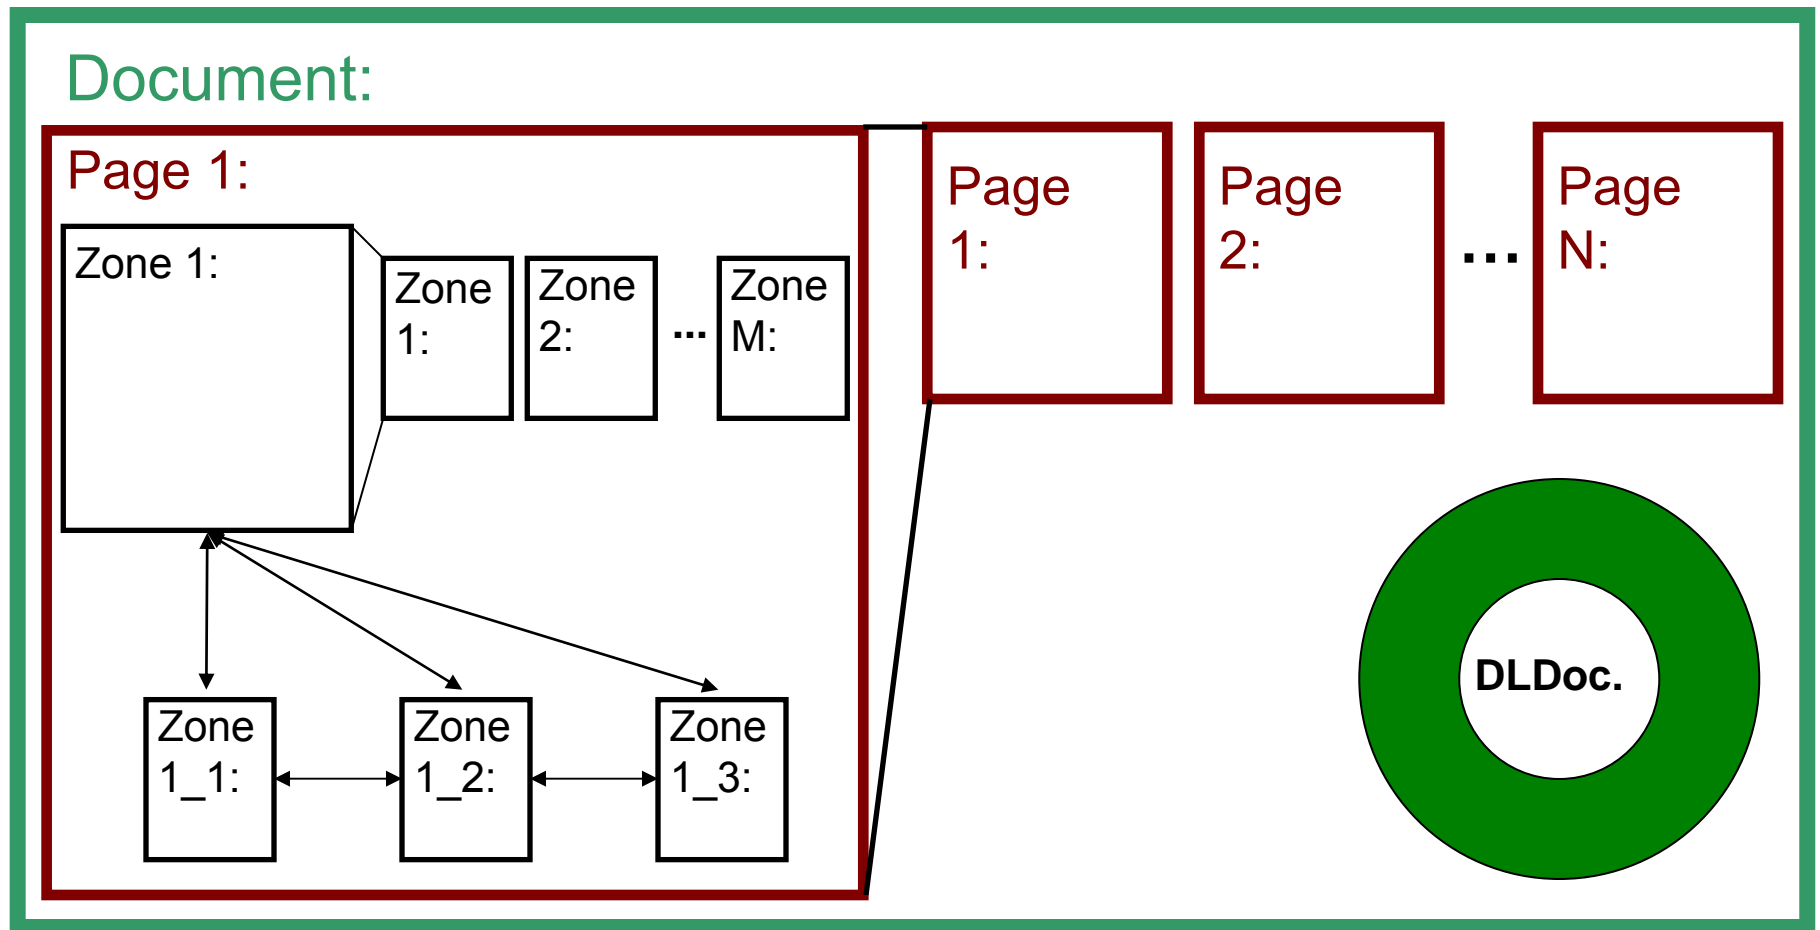 Document:
Page 1:
Zone 1:
Zone
1:
Zone
2:
...
Zone
M:
Zone
1_1:
Zone
1_2:
Zone
1_3:
Page
1:
Page
2:
...
Page
N:
DLDoc.